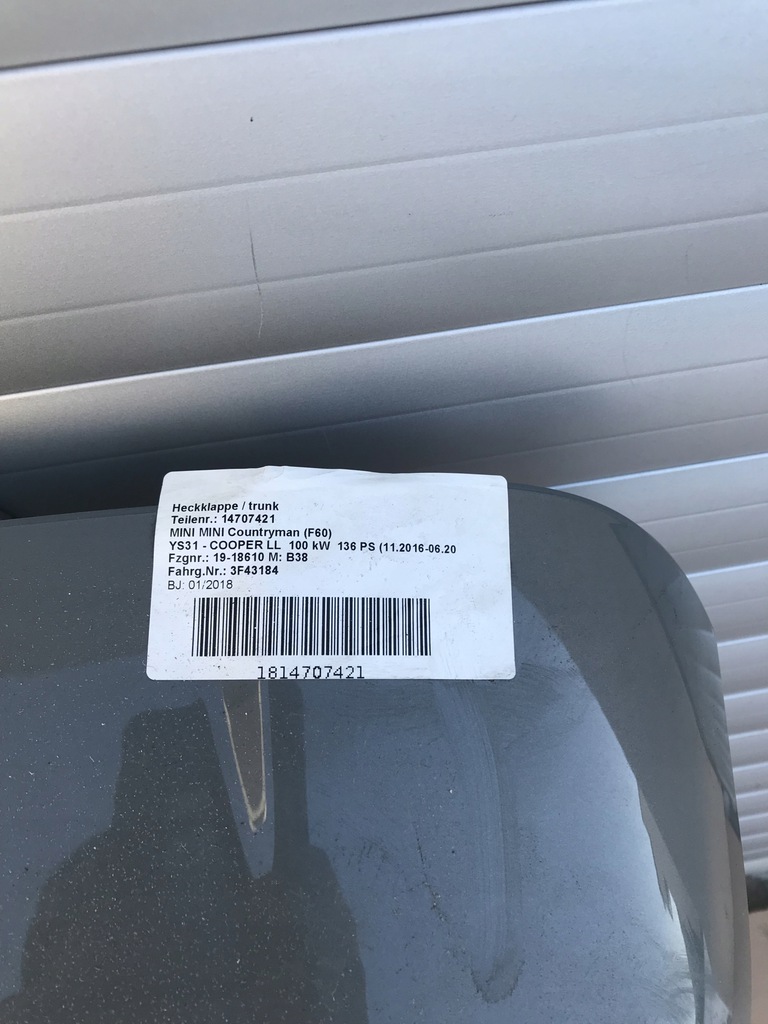 Heckklappe / trunk
Teilenr.: 14707421
MINI MINI Countryman (F60)
YS31 - COOPER LL  100 kW  136 PS (11.2016-06.20
Fzgnr.: 19-18610 M: B38
Fahrg.Nr.: 3F43184
BJ: 01/2018
1814707421